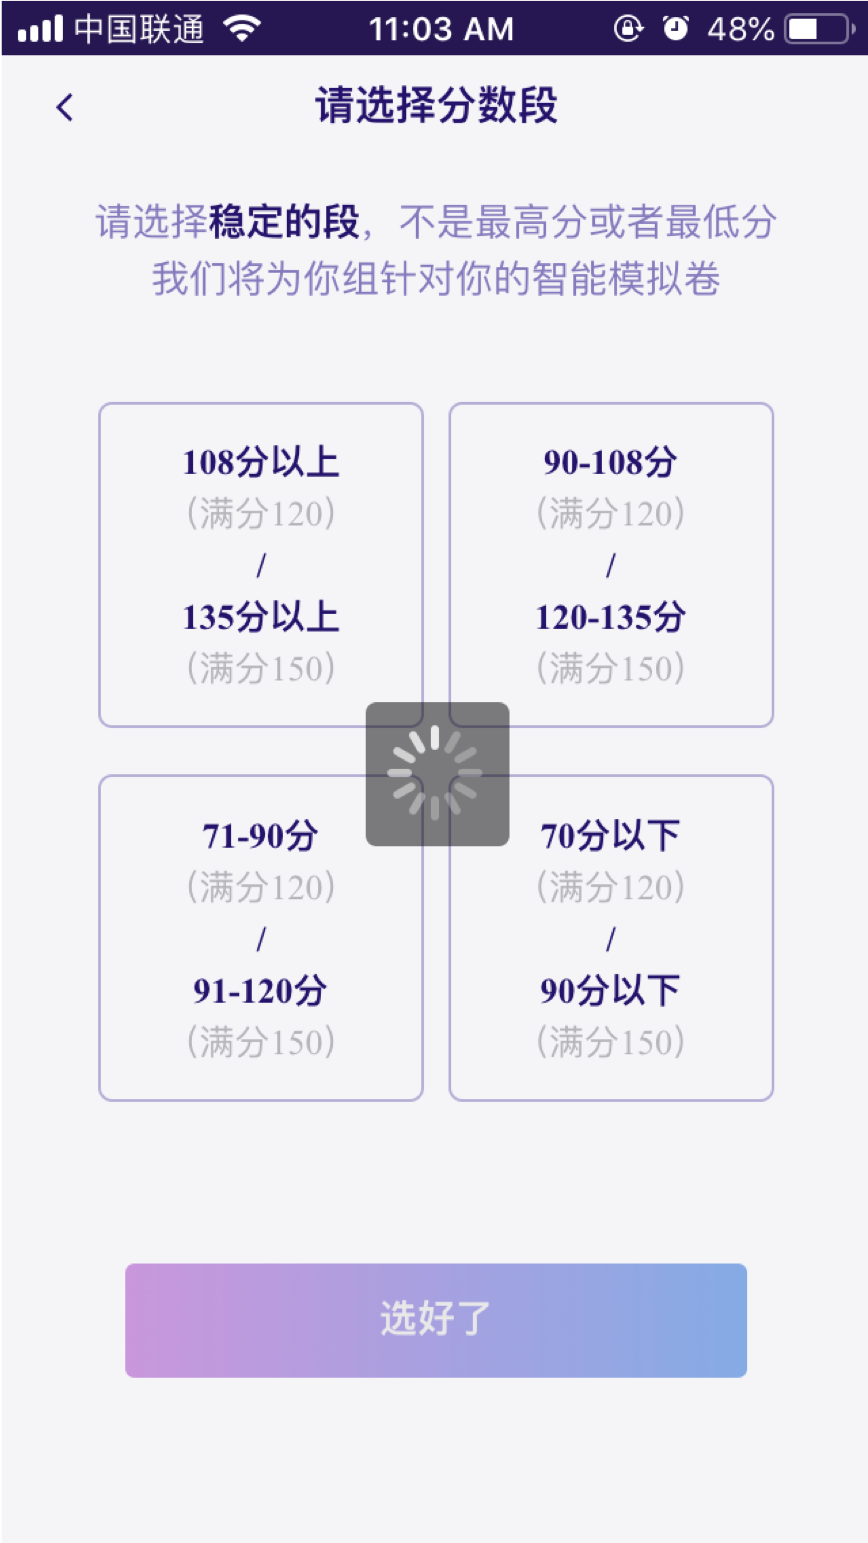 中国联通 11:03 AM 48%
请选择分数段
请选择稳定的段，不是最高分或者最低分
我们将为你组针对你的智能模拟卷
108分以上
（满分120）
/
135分以上
（满分150）
90-108分
（满分120）
/
120-135分
（满分150）
71-90分
（满分120）
/
91-120分
（满分150）
70分以下
（满分120）
/
90分以下
（满分150）
选好了